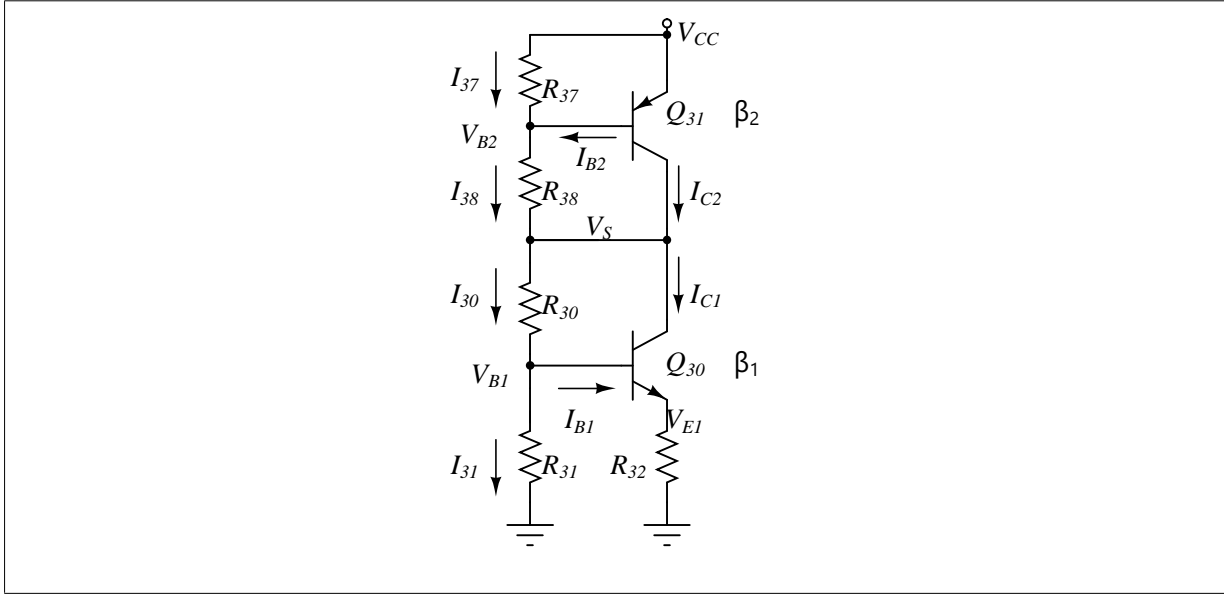 V_CC
I_37
R_37
Q_31 β_2
V_B2
I_B2
I_38
R_38
I_C2
V_S
I_30
R_30
I_C1
Q_30 β_1
V_B1
I_B1
V_E1
I_31
R_31
R_32